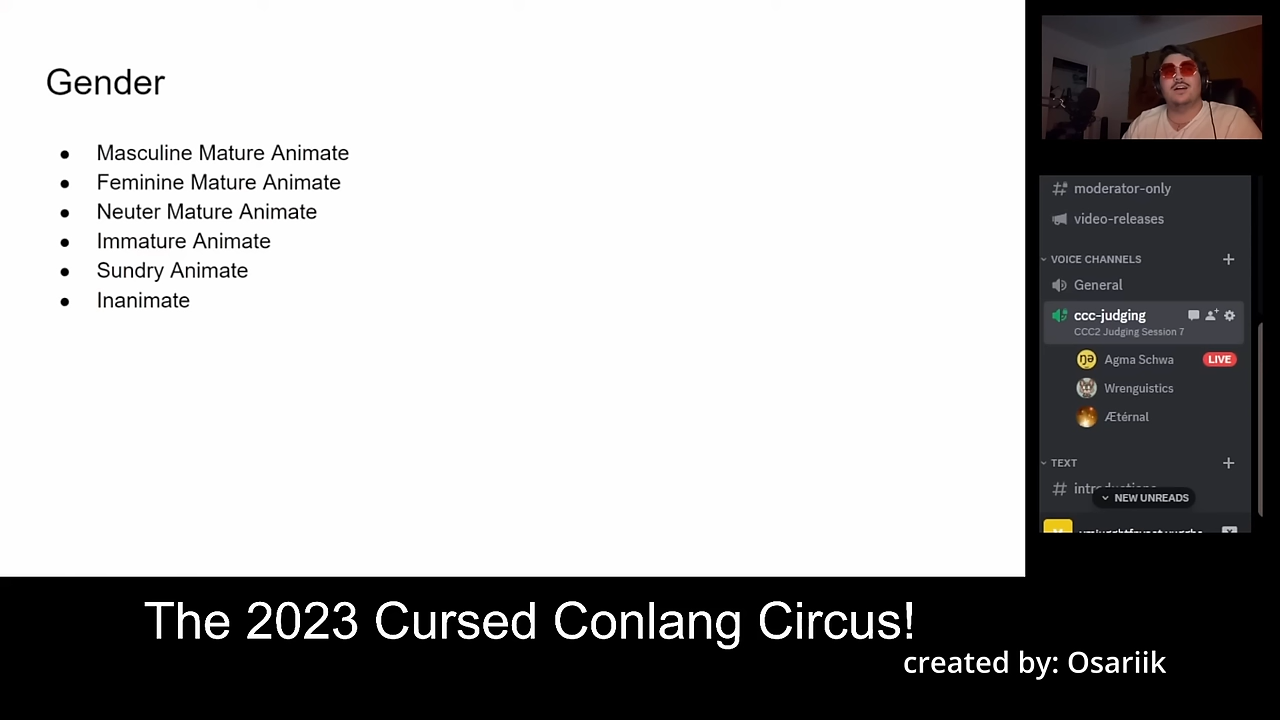 Gender
● Masculine Mature Animate
● Feminine Mature Animate
● Neuter Mature Animate
● Immature Animate
● Sundry Animate
● Inanimate
moderator-only
video-releases
VOICE CHANNELS
General
ccc-judging
CCC2 Judging Session 7
ŋə Agma Schwa LIVE
Wrenguistics
Ætérnal
TEXT
NEW UNREADS
The 2023 Cursed Conlang Circus!
created by: Osariik